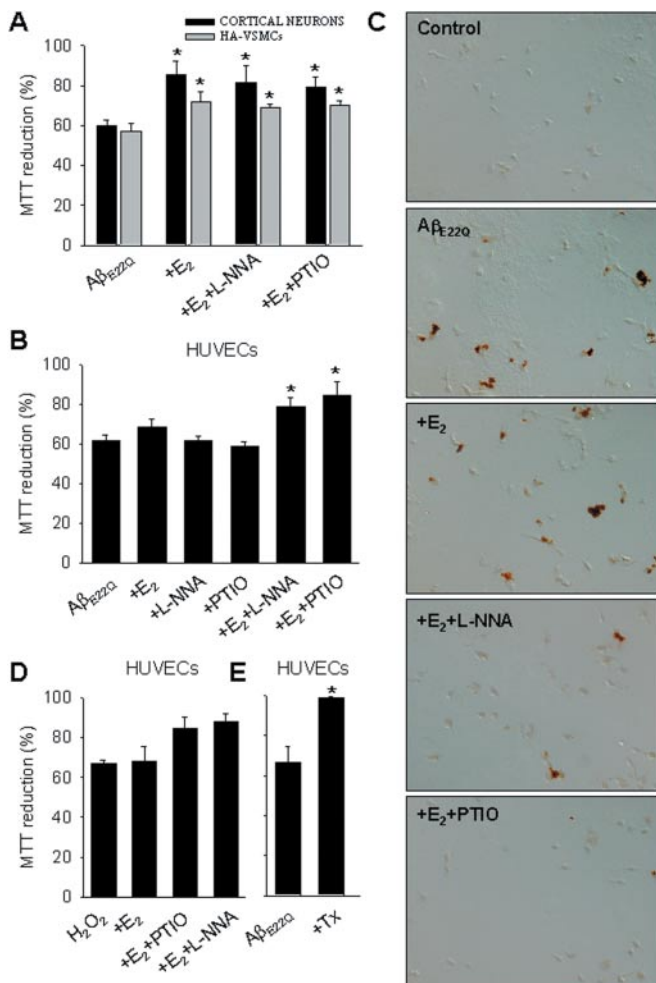 A
CORTICAL NEURONS
HA-VSMCs
MTT reduction (%)
100
80
60
40
20
0
* * * * * *
AβE22Q
+E2
+E2+L-NNA
+E2+PTIO
B
HUVECs
MTT reduction (%)
100
80
60
40
20
0
* *
AβE22Q
+E2
+L-NNA
+PTIO
+E2+L-NNA
+E2+PTIO
D
HUVECs
MTT reduction (%)
100
80
60
40
20
0
H2O2
+E2
+E2+PTIO
+E2+L-NNA
E
HUVECs
*
AβE22Q
+Tx
C
Control
AβE22Q
+E2
+E2+L-NNA
+E2+PTIO